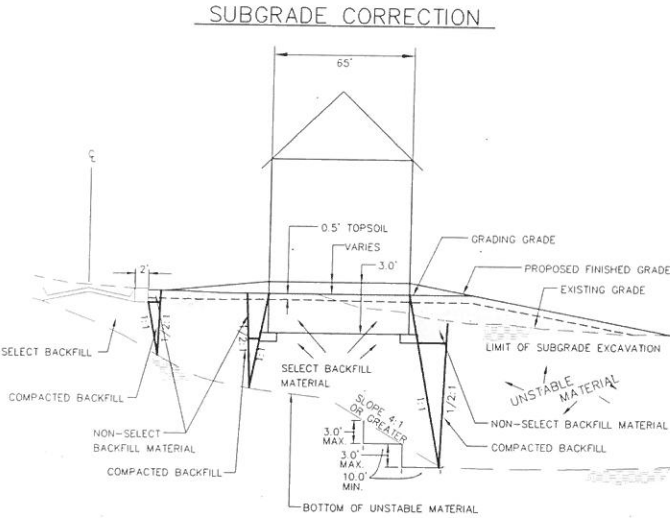 SUBGRADE CORRECTION
65'
℄
0.5' TOPSOIL
VARIES
GRADING GRADE
2'
3.0'
PROPOSED FINISHED GRADE
EXISTING GRADE
1:1
1/2:1
1/2:1
1:1
SELECT BACKFILL
SELECT BACKFILL
MATERIAL
LIMIT OF SUBGRADE EXCAVATION
UNSTABLE
MATERIAL
COMPACTED BACKFILL
SLOPE 4:1
OR GREATER
1:1
1/2:1
NON-SELECT
BACKFILL MATERIAL
NON-SELECT BACKFILL MATERIAL
3.0'
MAX.
COMPACTED BACKFILL
COMPACTED BACKFILL
3.0'
MAX.
10.0'
MIN.
BOTTOM OF UNSTABLE MATERIAL